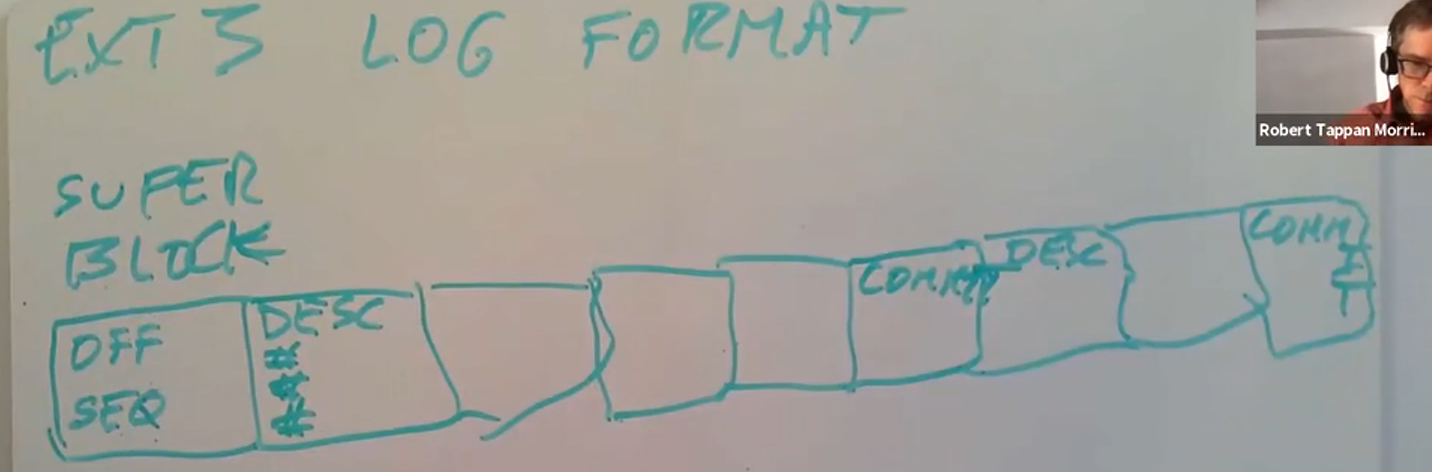 EXT3 LOG FORMAT
Robert Tappan Morri...
SUPER
BLOCK
OFF
SEQ
DESC
#
#
#
COMMIT
DESC
COMM
I
T